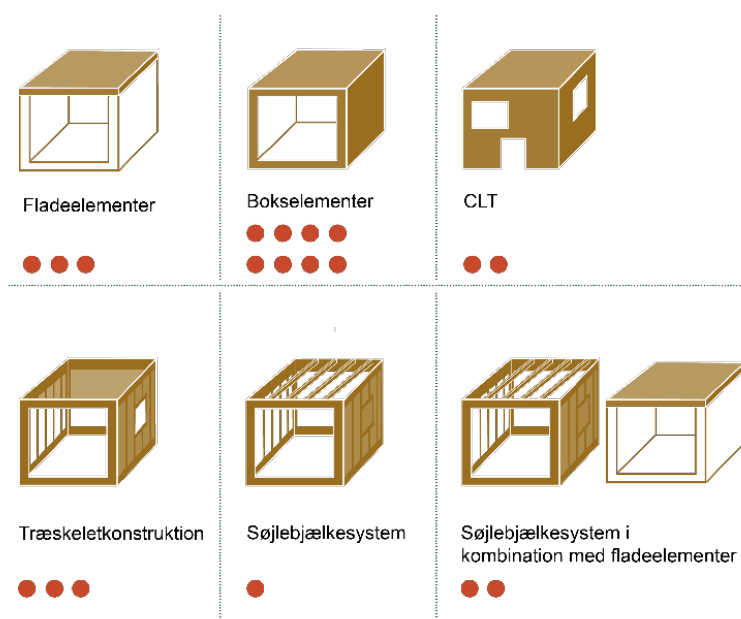 Fladeelementer
Bokselementer
CLT
Træskeletkonstruktion
Søjlebjælkesystem
Søjlebjælkesystem i
kombination med fladeelementer